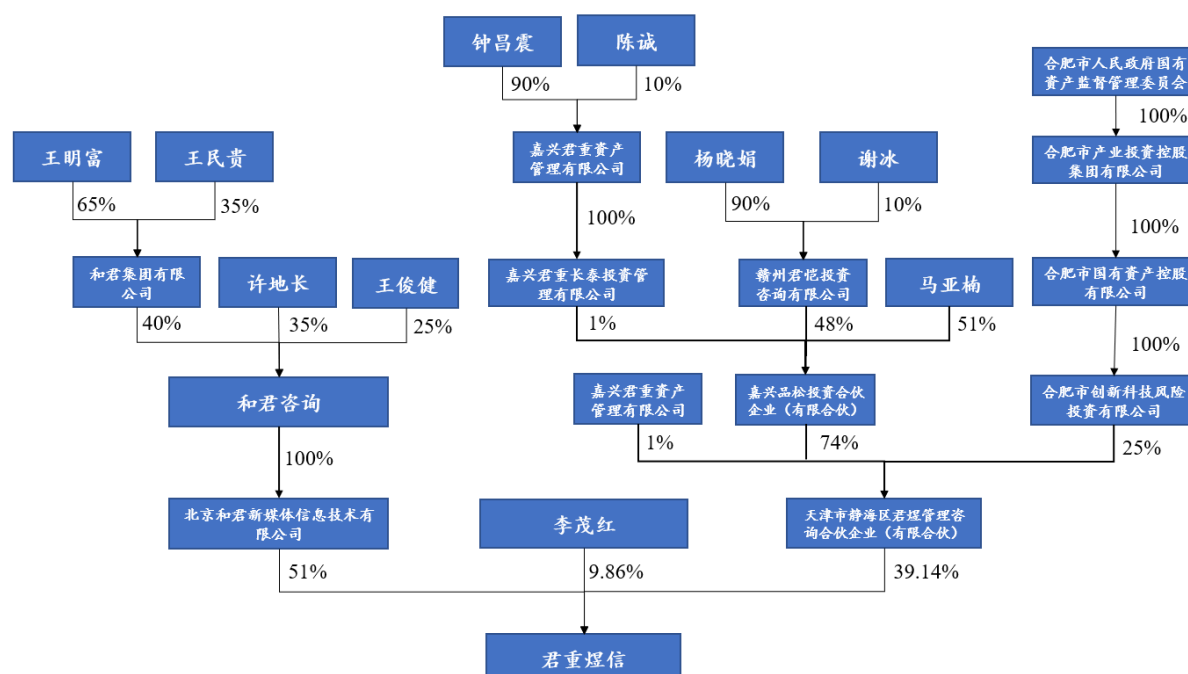 钟昌震
陈诚
90%
10%
合肥市人民政府国有
资产监督管理委员会
100%
王明富
王民贵
嘉兴君重资产
管理有限公司
杨晓娟
谢冰
合肥市产业投资控股
集团有限公司
65%
35%
100%
90%
10%
100%
和君集团有限
公司
许地长
王俊健
嘉兴君重长泰投资管
理有限公司
赣州君恺投资
咨询有限公司
马亚楠
合肥市国有资产控股
有限公司
40%
35%
25%
1%
48%
51%
100%
和君咨询
嘉兴君重资产
管理有限公司
嘉兴品松投资合伙
企业（有限合伙）
合肥市创新科技风险
投资有限公司
100%
1%
74%
25%
北京和君新媒体信息技术有
限公司
李茂红
天津市静海区君煜管理咨
询合伙企业（有限合伙）
51%
9.86%
39.14%
君重煜信